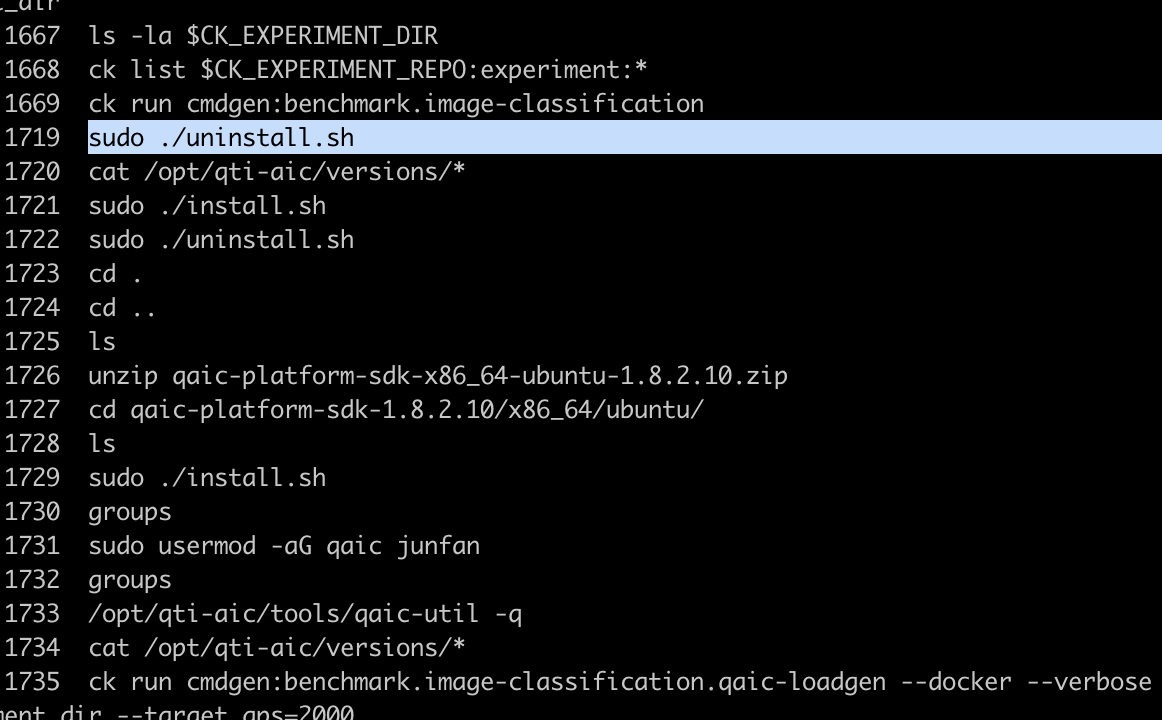 c_dir
1667 ls -la $CK_EXPERIMENT_DIR
1668 ck list $CK_EXPERIMENT_REPO:experiment:*
1669 ck run cmdgen:benchmark.image-classification
1719 sudo ./uninstall.sh
1720 cat /opt/qti-aic/versions/*
1721 sudo ./install.sh
1722 sudo ./uninstall.sh
1723 cd .
1724 cd ..
1725 ls
1726 unzip qaic-platform-sdk-x86_64-ubuntu-1.8.2.10.zip
1727 cd qaic-platform-sdk-1.8.2.10/x86_64/ubuntu/
1728 ls
1729 sudo ./install.sh
1730 groups
1731 sudo usermod -aG qaic junfan
1732 groups
1733 /opt/qti-aic/tools/qaic-util -q
1734 cat /opt/qti-aic/versions/*
1735 ck run cmdgen:benchmark.image-classification.qaic-loadgen --docker --verbose
ment_dir --target_qps=2000